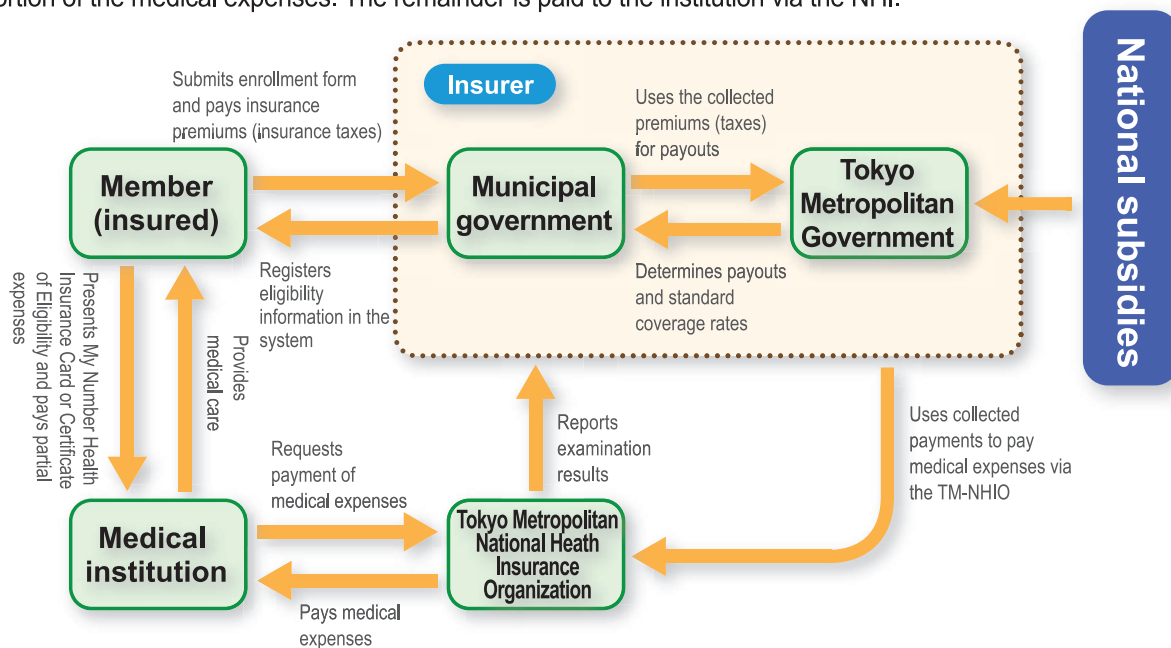 ortion of the medical expenses. The remainder is paid to the institution via the NHI.
Submits enrollment form
and pays insurance
premiums (insurance taxes)
Insurer
Uses the collected
premiums (taxes)
for payouts
National subsidies
Member
(insured)
Municipal
government
Tokyo
Metropolitan
Government
Registers
eligibility
information in the
system
Determines payouts
and standard
coverage rates
Presents My Number Health
Insurance Card or Certificate
of Eligibility and pays partial
expenses
Provides
medical care
Requests
payment of
medical expenses
Reports
examination
results
Uses collected
payments to pay
medical expenses via
the TM-NHIO
Medical
institution
Tokyo Metropolitan
National Heath
Insurance
Organization
Pays medical
expenses